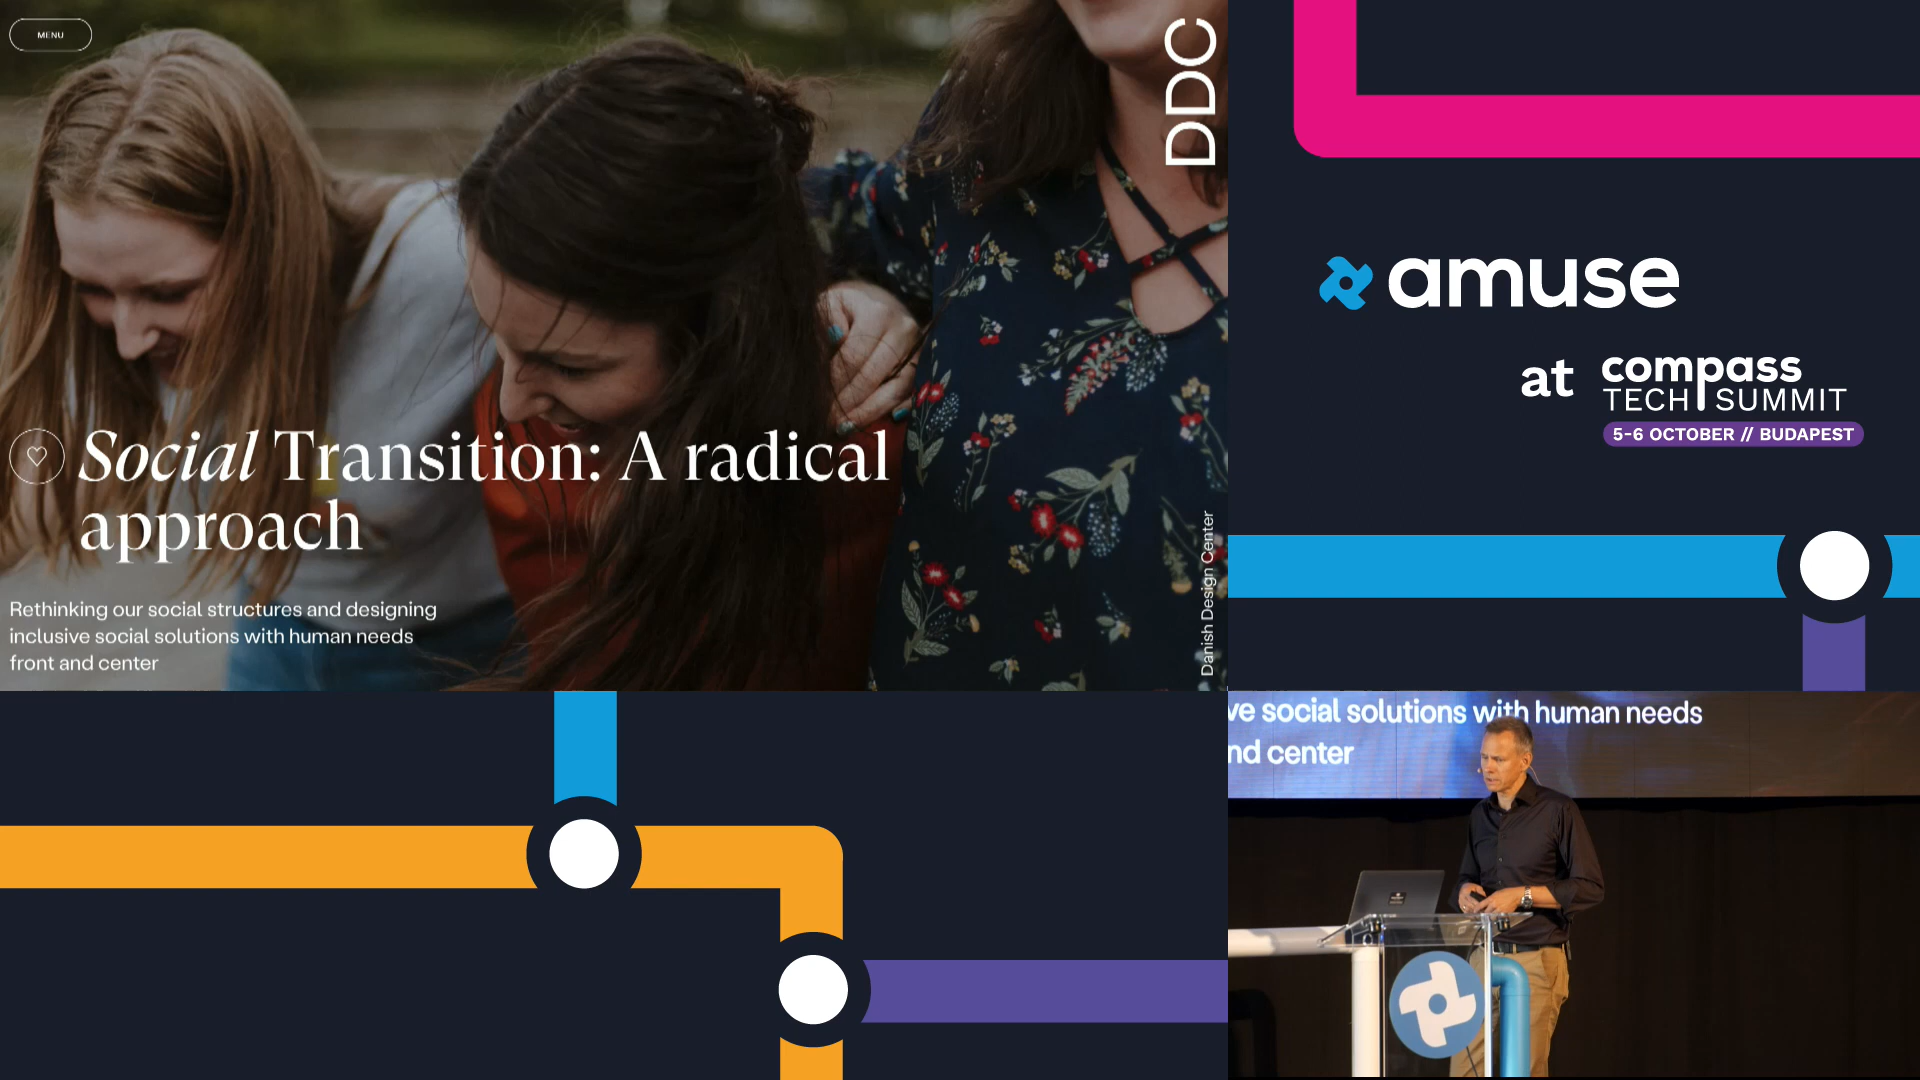 MENU
DDC
Social Transition: A radical
approach
Rethinking our social structures and designing
inclusive social solutions with human needs
front and center
Danish Design Center
amuse
at compass
TECH SUMMIT
5-6 OCTOBER // BUDAPEST
ve social solutions with human needs
nd center